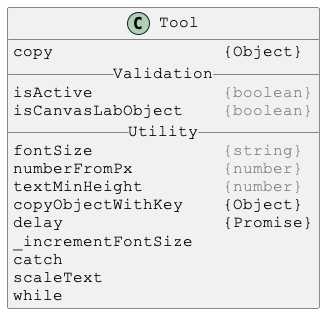 C Tool
copy {Object}
Validation
isActive {boolean}
isCanvasLabObject {boolean}
Utility
fontSize {string}
numberFromPx {number}
textMinHeight {number}
copyObjectWithKey {Object}
delay {Promise}
_incrementFontSize
catch
scaleText
while